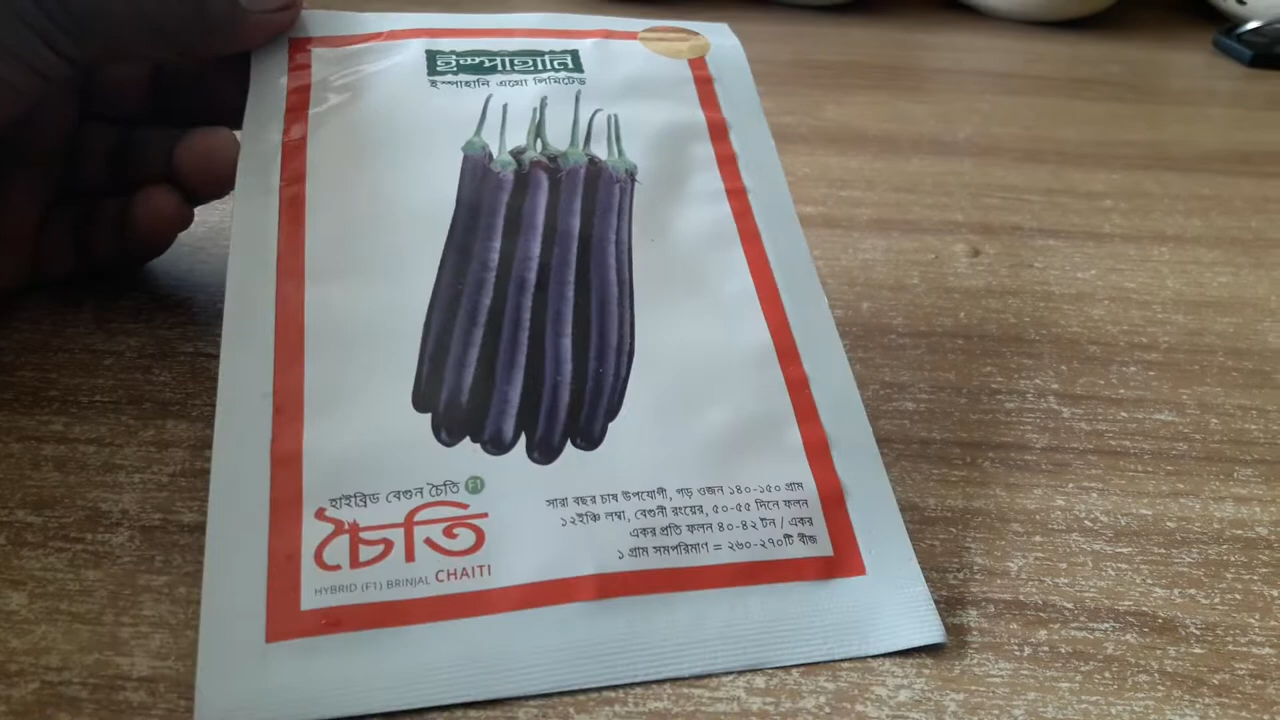 ইস্পাহানি
ইস্পাহানি এগ্রো লিমিটেড
হাইব্রিড বেগুন চৈতি F1
চৈতি
HYBRID (F1) BRINJAL CHAITI
সারা বছর চাষ উপযোগী, গড় ওজন ১৪০-১৫০ গ্রাম
১২ইঞ্চি লম্বা, বেগুনী রংয়ের, ৫০-৫৫ দিনে ফলন
একর প্রতি ফলন ৪০-৪২ টন / একর
১ গ্রাম সমপরিমাণ = ২৬০-২৭০টি বীজ